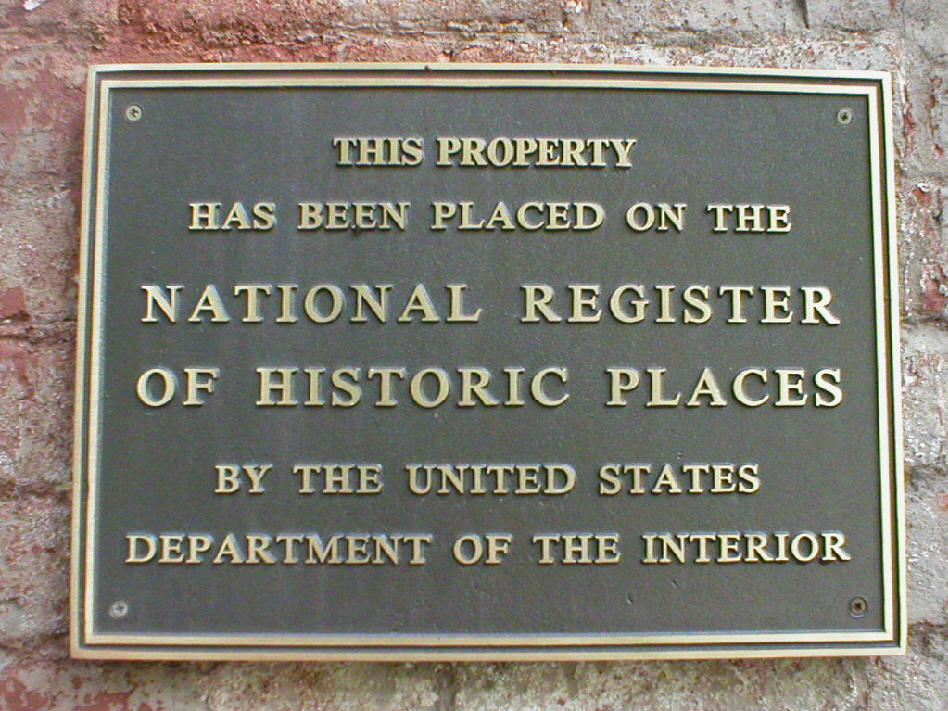 THIS PROPERTY
HAS BEEN PLACED ON THE
NATIONAL REGISTER
OF HISTORIC PLACES
BY THE UNITED STATES
DEPARTMENT OF THE INTERIOR